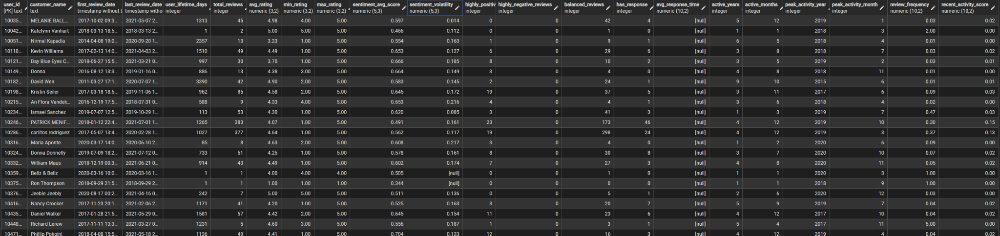 user_id customer_name first_review_date last_review_date user_lifetime_days total_reviews avg_rating min_rating max_rating sentiment_avg_score sentiment_volatility highly_positiv highly_negative_reviews balanced_reviews has_response avg_response_time active_years active_months peak_activity_year peak_activity_month review_frequency recent_activity_score
[PK] text text timestamp without t timestamp witho integer integer numeric (3,2) numeric (3,2) numeric (3,2) numeric (5,3) numeric (5,3) integer integer integer integer numeric (10,2) integer integer integer integer numeric (10,2) numeric (10,2)
10035... MELANIE BALL... 2017-10-02 09:3... 2021-05-07 2... 1313 45 4.98 4.00 5.00 0.597 0.014 0 0 42 4 [null] 5 12 2019 1 0.03 0.02
10042... Katelynn Vanhart 2018-03-13 18:5... 2018-03-13 2... 1 2 5.00 5.00 5.00 0.466 0.112 0 0 1 0 [null] 1 1 2018 3 2.00 0.00
10051... Nirmal Kapadia 2014-04-08 19:0... 2020-09-20 1... 2357 13 3.23 1.00 5.00 0.554 0.163 1 0 9 1 [null] 6 5 2018 4 0.01 0.00
10118... Kevin Williams 2017-02-13 14:0... 2021-04-03 2... 1510 49 4.49 1.00 5.00 0.653 0.127 6 0 29 6 [null] 3 8 2018 7 0.03 0.02
10121... Day Blue Eyes C... 2018-06-27 15:5... 2021-03-21 0... 997 30 3.70 1.00 5.00 0.666 0.185 8 0 10 2 [null] 3 5 2019 2 0.03 0.01
10149... Donna 2016-08-12 13:3... 2019-01-16 0... 886 13 4.38 3.00 5.00 0.664 0.149 3 0 4 0 [null] 4 8 2018 11 0.01 0.00
10182... David Wen 2011-03-27 17:1... 2020-07-07 1... 3390 42 4.90 2.00 5.00 0.583 0.145 2 0 24 1 [null] 9 10 2015 6 0.01 0.01
10198... Kristin Seiler 2017-03-18 18:5... 2019-11-06 1... 962 85 4.58 2.00 5.00 0.645 0.172 19 0 37 5 [null] 3 11 2017 6 0.09 0.03
10215... An Flora Vandek... 2016-12-19 17:5... 2018-07-31 0... 588 9 4.33 4.00 5.00 0.653 0.216 4 0 4 1 [null] 3 6 2018 4 0.02 0.00
10234... Ismael Sanchez 2019-07-07 12:5... 2019-10-29 1... 113 53 4.30 1.00 5.00 0.620 0.085 3 0 41 3 [null] 1 3 2019 7 0.47 0.03
10246... PATRICK MENIF... 2018-01-12 22:4... 2021-07-01 1... 1265 383 4.07 1.00 5.00 0.491 0.161 23 0 173 46 [null] 4 12 2019 10 0.30 0.15
10286... carlitos rodriguez 2017-05-07 13:4... 2020-02-28 1... 1027 377 4.64 1.00 5.00 0.562 0.117 19 0 298 24 [null] 4 12 2019 3 0.37 0.13
10316... Maria Aponte 2020-03-17 14:0... 2020-06-10 2... 85 8 4.63 2.00 5.00 0.608 0.217 3 0 4 0 [null] 1 2 2020 6 0.09 0.00
10324... Donna Donnelly 2019-07-09 18:2... 2021-07-12 0... 733 51 4.25 1.00 5.00 0.578 0.161 8 0 30 8 [null] 3 7 2020 10 0.07 0.02
10332... William Maus 2018-12-19 00:3... 2021-06-21 0... 914 43 4.49 1.00 5.00 0.602 0.174 7 0 27 3 [null] 4 8 2020 11 0.05 0.02
10359... Bellz & Bellz 2020-03-16 10:0... 2020-03-16 1... 1 1 4.00 4.00 4.00 0.505 [null] 0 0 1 0 [null] 1 1 2020 3 1.00 0.00
10375... Ron Thompson 2018-09-29 21:5... 2018-09-29 2... 1 1 1.00 1.00 1.00 0.344 [null] 0 0 0 0 [null] 1 1 2018 9 1.00 0.00
10376... Jeebie Jeebly 2020-08-17 00:2... 2021-04-16 0... 242 7 5.00 5.00 5.00 0.511 0.136 0 0 5 1 [null] 2 6 2020 12 0.03 0.00
10416... Nancy Crocker 2017-11-23 20:1... 2021-02-06 2... 1171 41 4.20 1.00 5.00 0.525 0.163 3 0 20 7 [null] 5 9 2019 7 0.04 0.02
10435... Daniel Walker 2017-01-28 21:5... 2021-05-29 0... 1581 57 4.42 2.00 5.00 0.645 0.154 11 0 23 6 [null] 4 12 2017 10 0.04 0.02
10448... Richard Lerew 2017-11-11 13:3... 2021-03-27 0... 1231 5 4.60 3.00 5.00 0.556 0.187 1 0 3 1 [null] 5 4 2017 11 5.00 0.00
10471... Phillip Pokoini 2018-04-08 15:5... 2021-05-18 2... 1136 49 4.41 1.00 5.00 0.704 0.123 12 0 16 3 [null] 4 12 2019 4 0.04 0.02